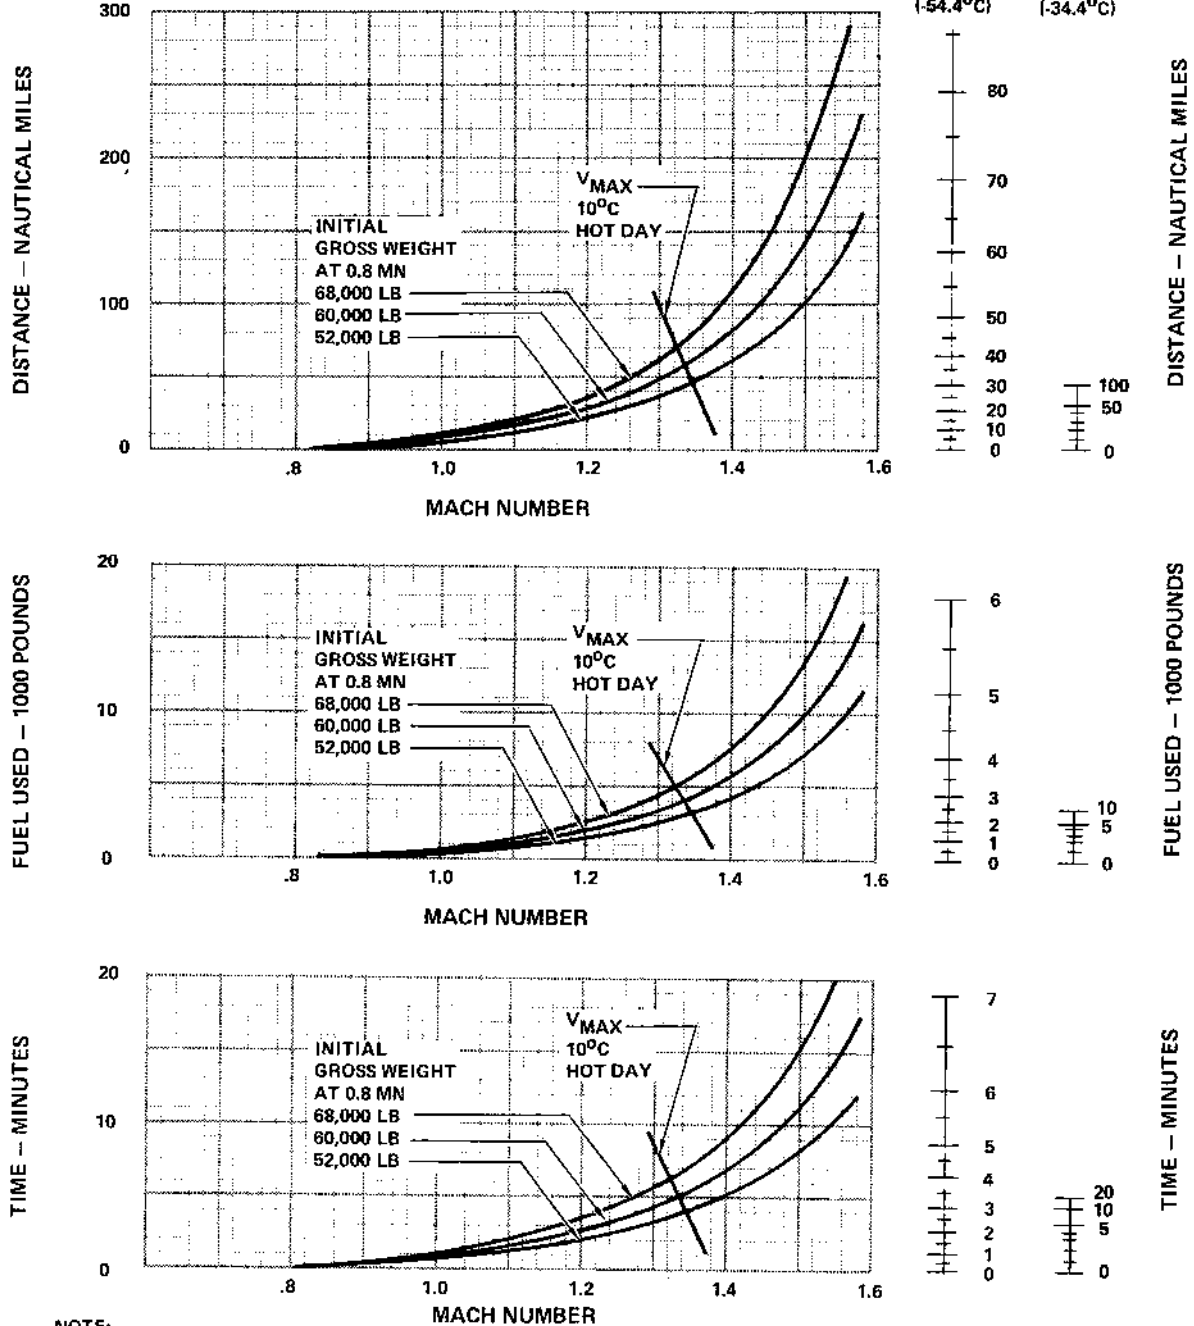 (-54.4°C) (-34.4°C)
DISTANCE – NAUTICAL MILES
300
200
100
0
.8 1.0 1.2 1.4 1.6
MACH NUMBER
INITIAL
GROSS WEIGHT
AT 0.8 MN
68,000 LB
60,000 LB
52,000 LB
VMAX
10°C
HOT DAY
80
70
60
50
40
30
20
10
0
100
50
0
DISTANCE – NAUTICAL MILES
FUEL USED – 1000 POUNDS
20
10
0
.8 1.0 1.2 1.4 1.6
MACH NUMBER
INITIAL
GROSS WEIGHT
AT 0.8 MN
68,000 LB
60,000 LB
52,000 LB
VMAX
10°C
HOT DAY
6
5
4
3
2
1
0
10
5
0
FUEL USED – 1000 POUNDS
TIME – MINUTES
20
10
0
.8 1.0 1.2 1.4 1.6
MACH NUMBER
INITIAL
GROSS WEIGHT
AT 0.8 MN
68,000 LB
60,000 LB
52,000 LB
VMAX
10°C
HOT DAY
7
6
5
4
3
2
1
0
20
10
5
0
TIME – MINUTES
NOTE: